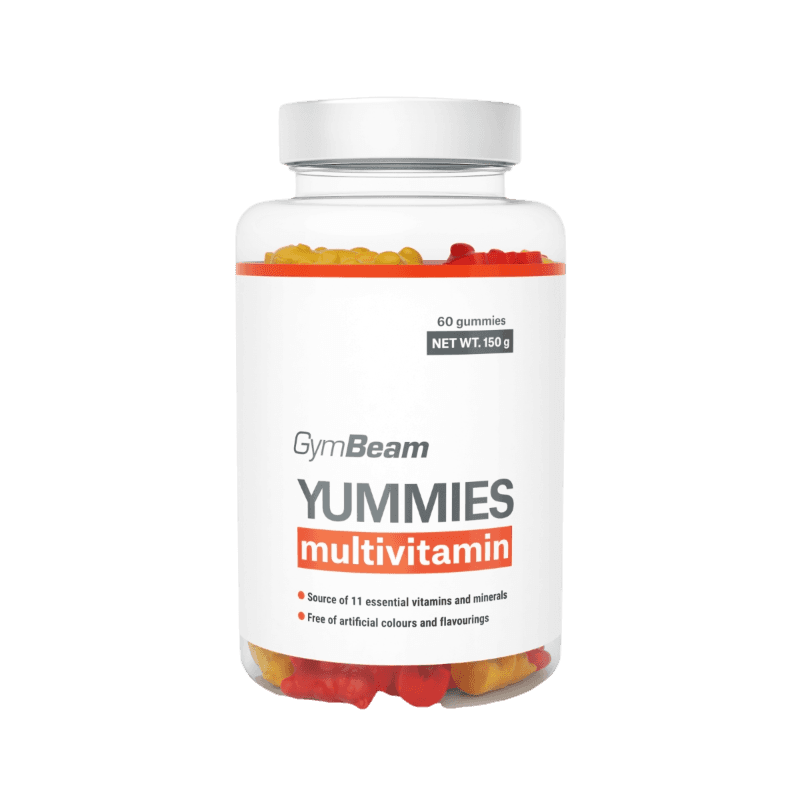 60 gummies
NET WT. 150 g
GymBeam
YUMMIES
multivitamin
Source of 11 essential vitamins and minerals
Free of artificial colours and flavourings